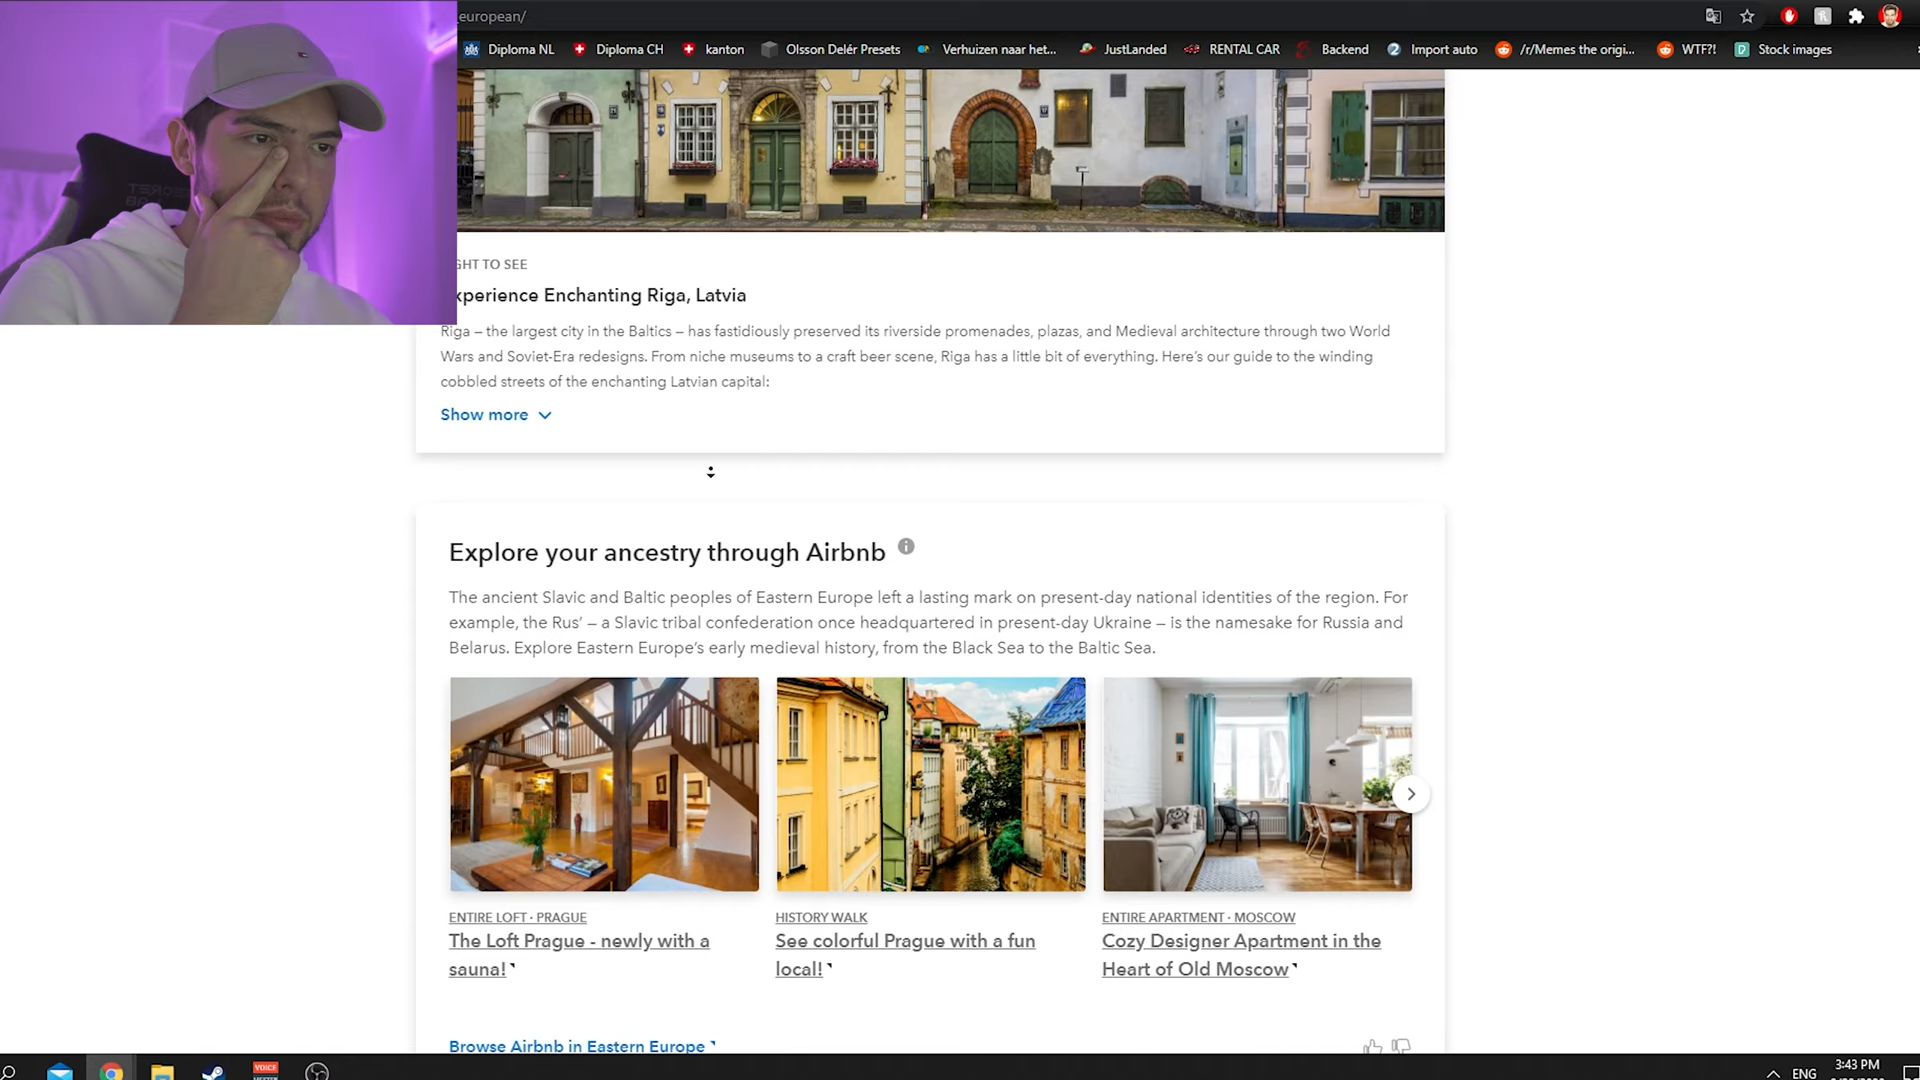 european/
Diploma NL
Diploma CH
kanton
Olsson Delér Presets
Verhuizen naar het...
JustLanded
RENTAL CAR
Backend
Import auto
/r/Memes the origi...
WTF?!
Stock images
GHT TO SEE
xperience Enchanting Riga, Latvia
Riga – the largest city in the Baltics – has fastidiously preserved its riverside promenades, plazas, and Medieval architecture through two World
Wars and Soviet-Era redesigns. From niche museums to a craft beer scene, Riga has a little bit of everything. Here's our guide to the winding
cobbled streets of the enchanting Latvian capital:
Show more
Explore your ancestry through Airbnb
The ancient Slavic and Baltic peoples of Eastern Europe left a lasting mark on present-day national identities of the region. For
example, the Rus' – a Slavic tribal confederation once headquartered in present-day Ukraine – is the namesake for Russia and
Belarus. Explore Eastern Europe's early medieval history, from the Black Sea to the Baltic Sea.
ENTIRE LOFT · PRAGUE
The Loft Prague - newly with a
sauna!
HISTORY WALK
See colorful Prague with a fun
local!
ENTIRE APARTMENT · MOSCOW
Cozy Designer Apartment in the
Heart of Old Moscow
Browse Airbnb in Eastern Europe
VOICE
ENG
3:43 PM